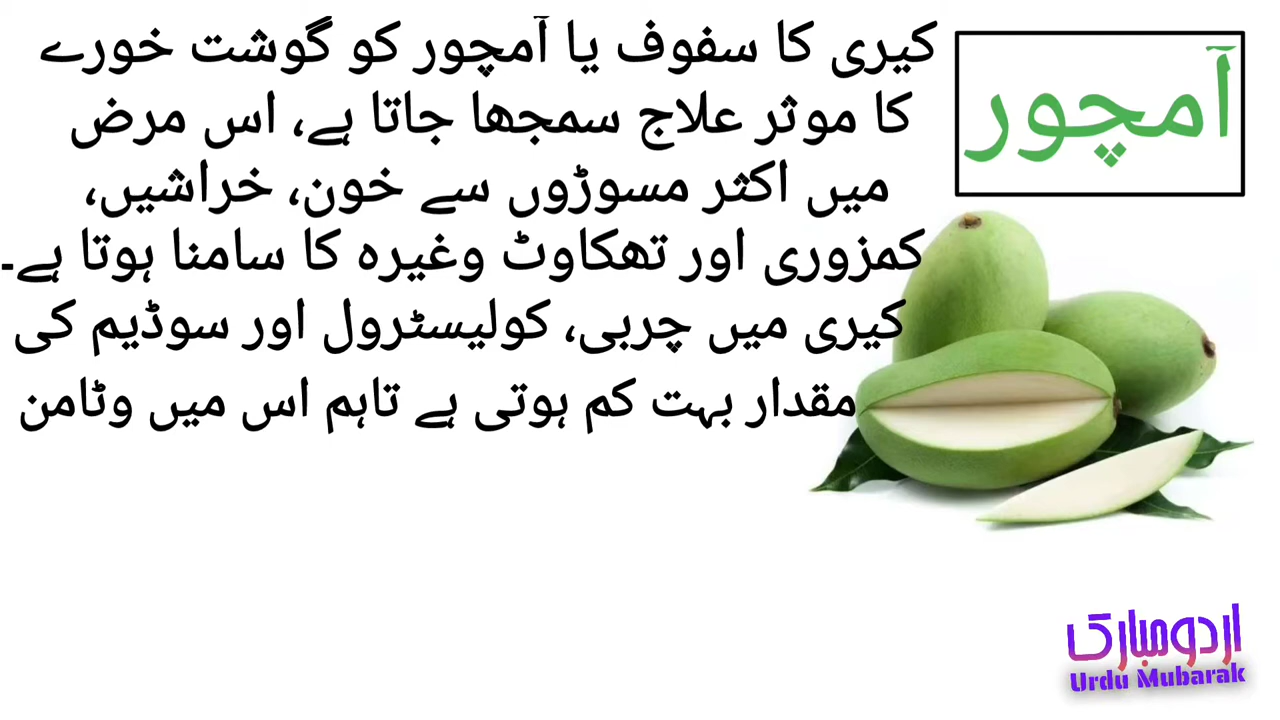 آمچور
کیری کا سفوف یا آمچور کو گوشت خورے
کا موثر علاج سمجھا جاتا ہے، اس مرض
میں اکثر مسوڑوں سے خون، خراشیں،
کمزوری اور تھکاوٹ وغیرہ کا سامنا ہوتا ہے۔
کیری میں چربی، کولیسٹرول اور سوڈیم کی
مقدار بہت کم ہوتی ہے تاہم اس میں وٹامن
اردو مبارک
Urdu Mubarak